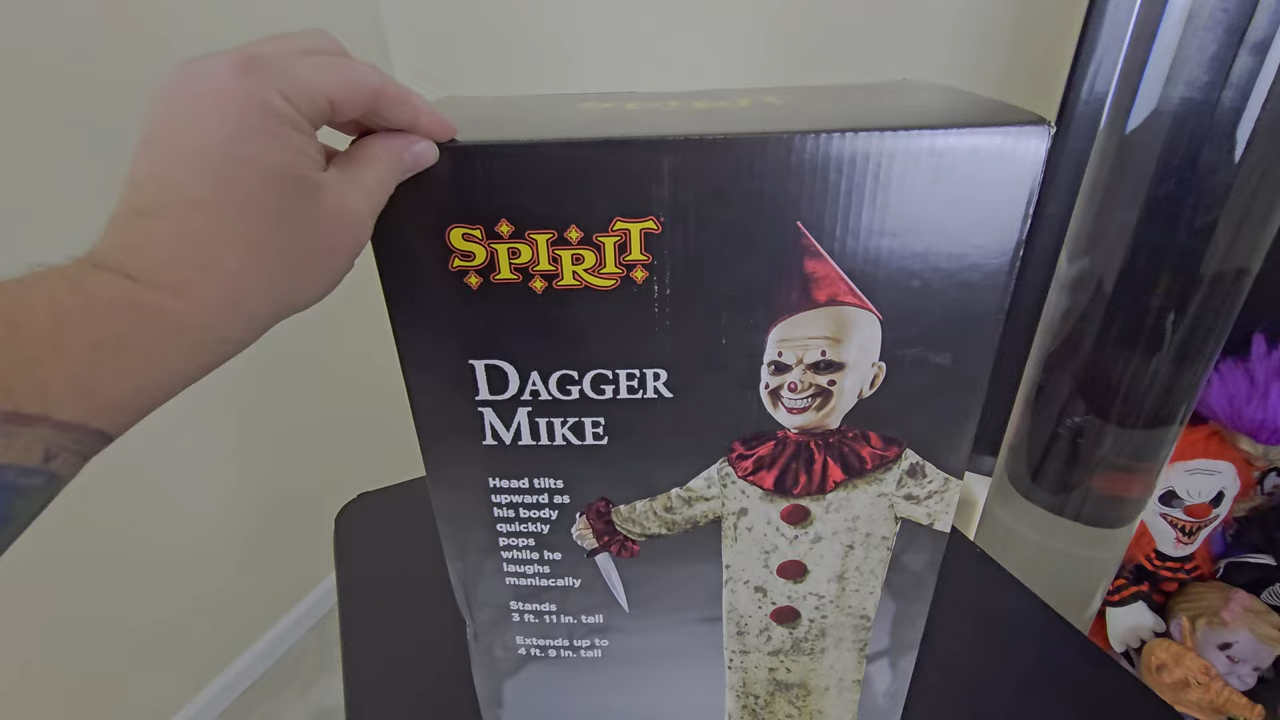 SPIRIT
SPIRIT
DAGGER
MIKE
Head tilts
upward as
his body
quickly
pops
while he
laughs
maniacally
Stands
3 ft. 11 in. tall
Extends up to
4 ft. 9 in. tall